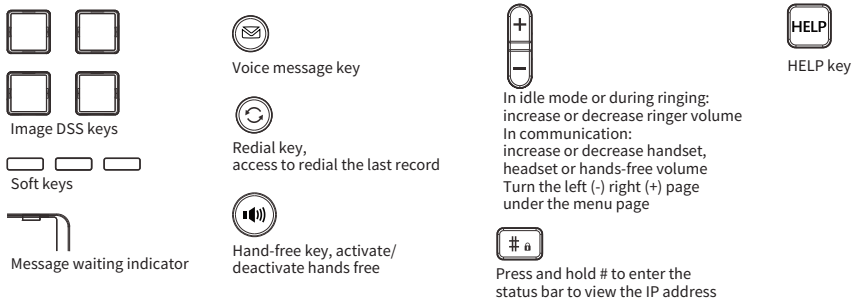 Image DSS keys
Soft keys
Message waiting indicator
Voice message key
Redial key,
access to redial the last record
Hand-free key, activate/
deactivate hands free
+
−
In idle mode or during ringing:
increase or decrease ringer volume
In communication:
increase or decrease handset,
headset or hands-free volume
Turn the left (-) right (+) page
under the menu page
#
Press and hold # to enter the
status bar to view the IP address
HELP
HELP key